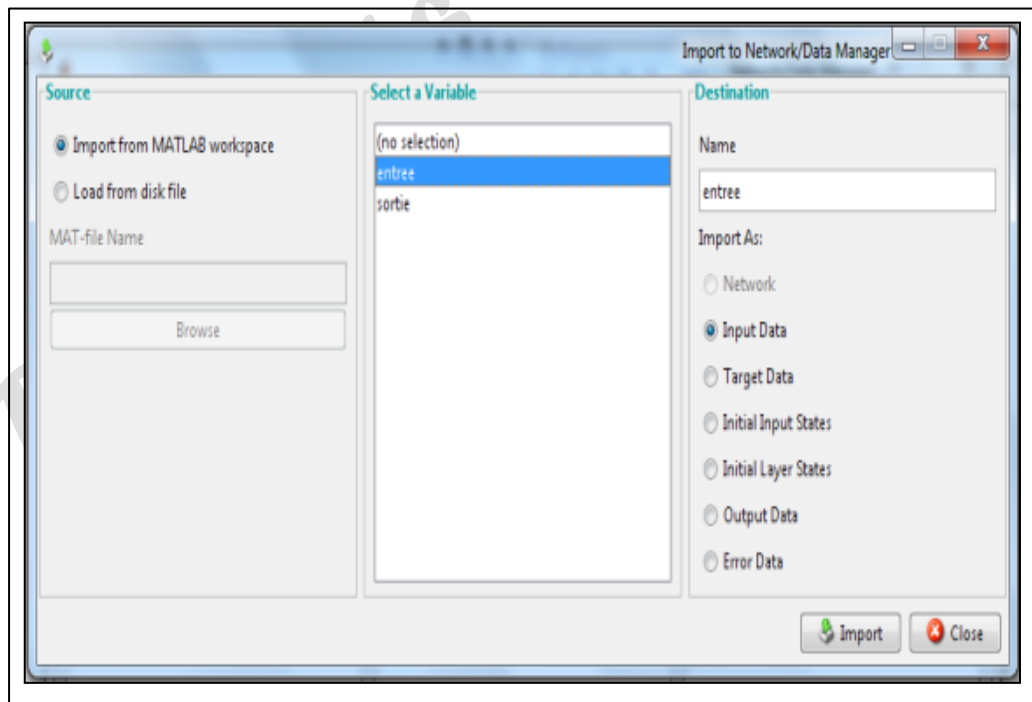 Import to Network/Data Manager
Source
Import from MATLAB workspace
Load from disk file
MAT-file Name
Browse
Select a Variable
(no selection)
entree
sortie
Destination
Name
entree
Import As:
Network
Input Data
Target Data
Initial Input States
Initial Layer States
Output Data
Error Data
Import
Close